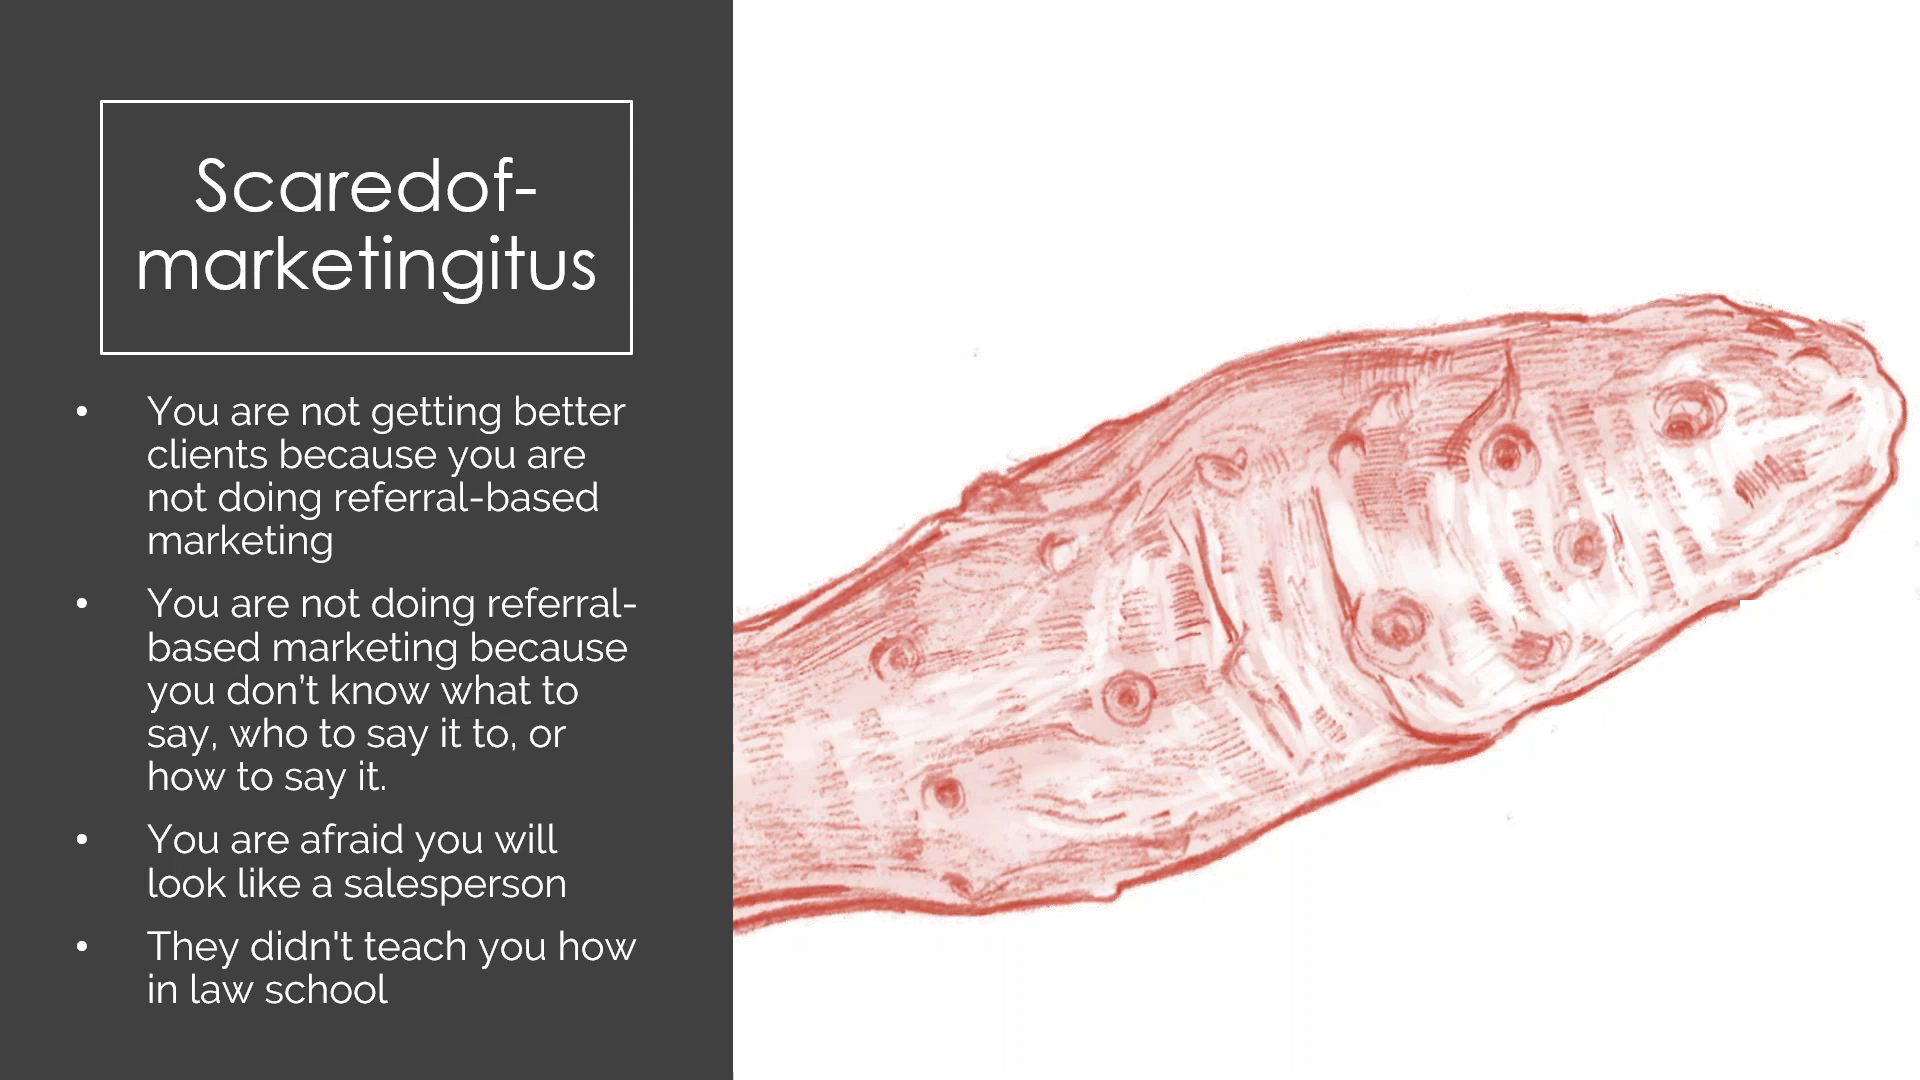 Scaredof-
marketingitus
• You are not getting better
clients because you are
not doing referral-based
marketing
• You are not doing referral-
based marketing because
you don’t know what to
say, who to say it to, or
how to say it.
• You are afraid you will
look like a salesperson
• They didn't teach you how
in law school